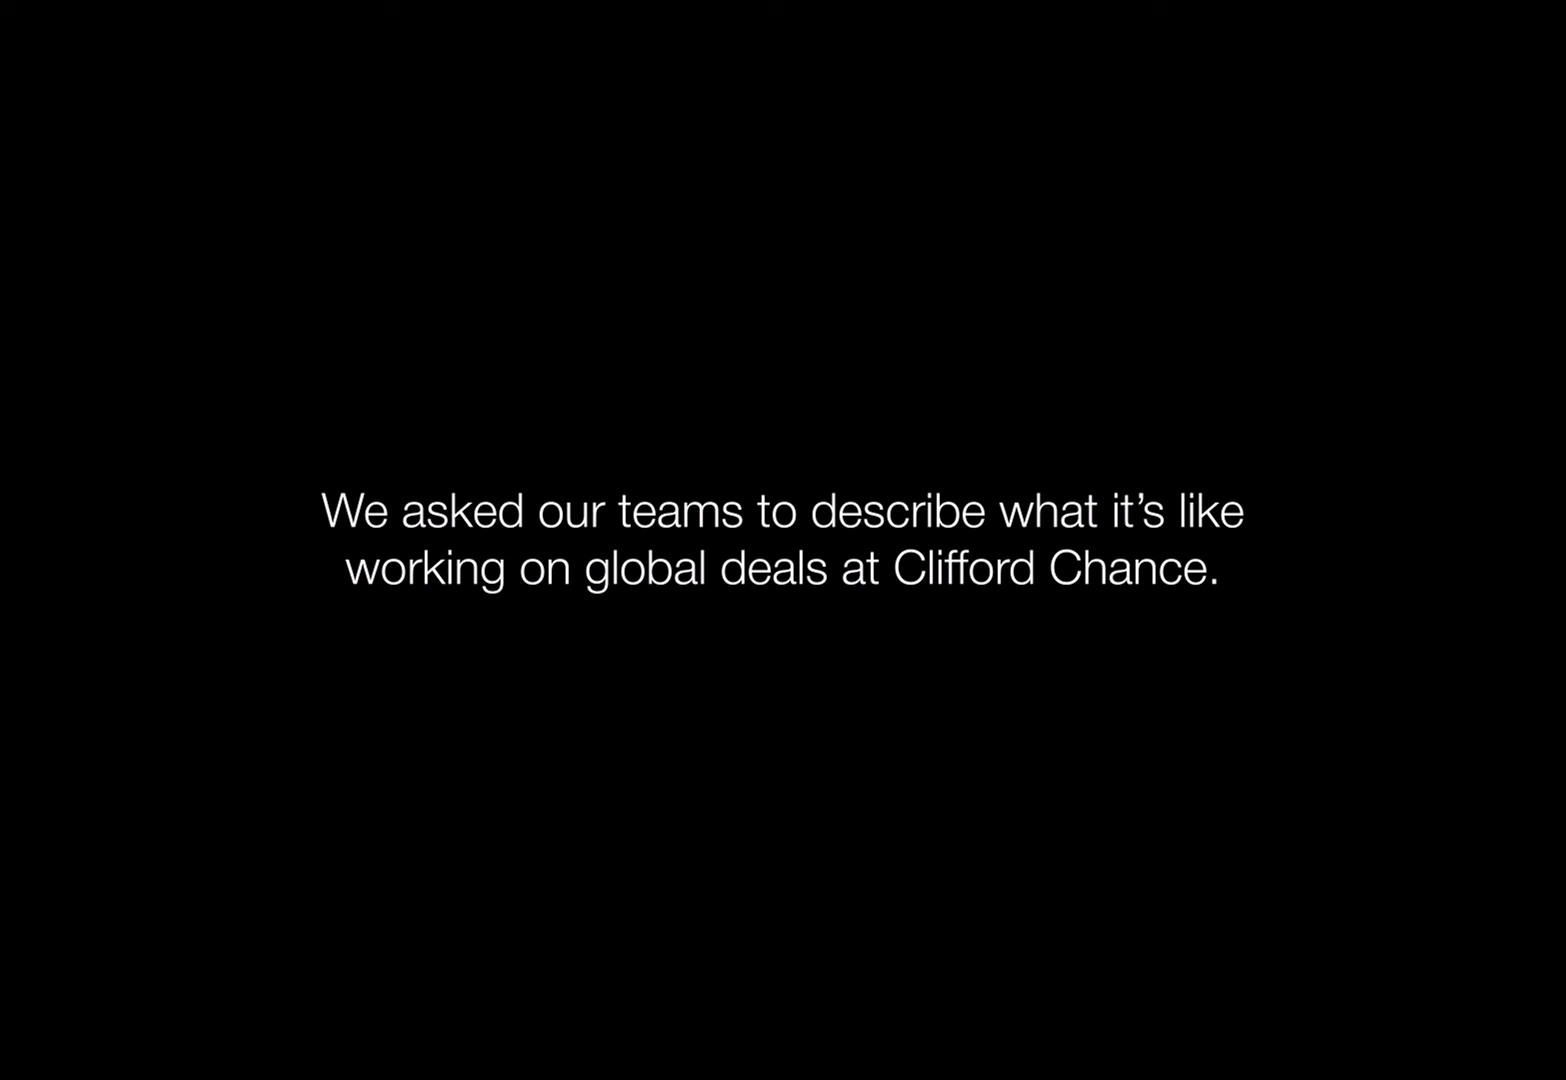 We asked our teams to describe what it’s like
working on global deals at Clifford Chance.